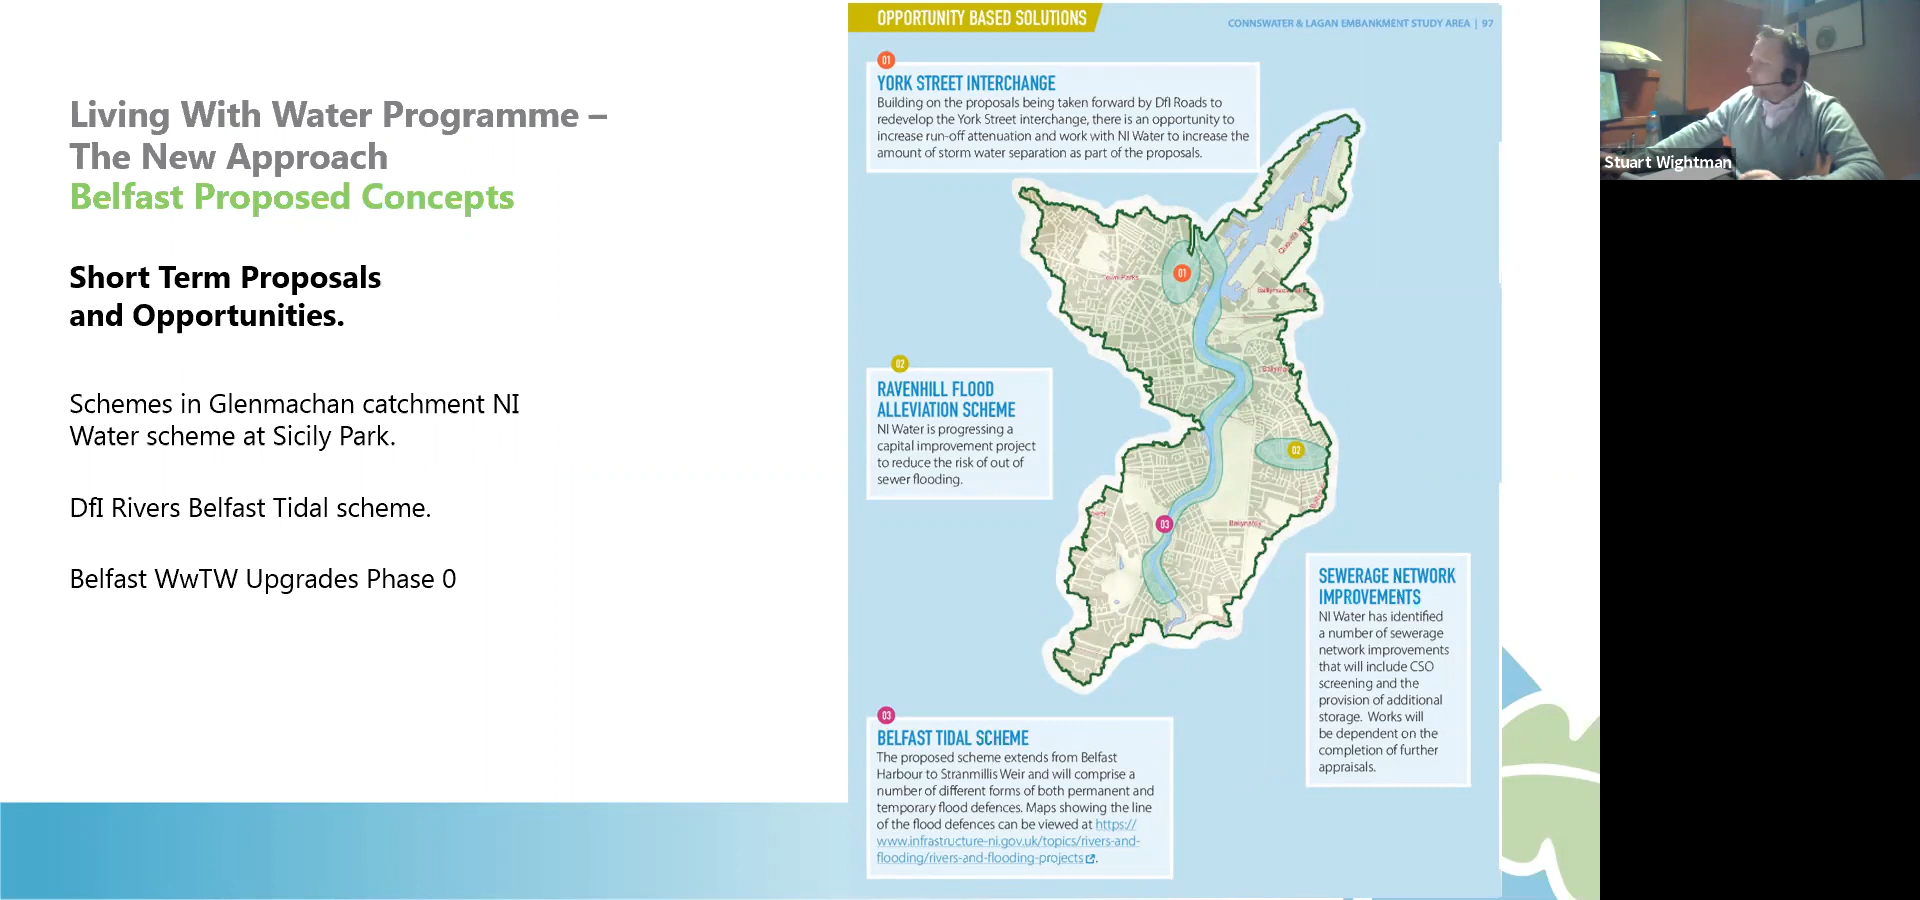 Living With Water Programme –
The New Approach
Belfast Proposed Concepts
Short Term Proposals
and Opportunities.
Schemes in Glenmachan catchment NI
Water scheme at Sicily Park.
DfI Rivers Belfast Tidal scheme.
Belfast WwTW Upgrades Phase 0
OPPORTUNITY BASED SOLUTIONS
CONNSWATER & LAGAN EMBANKMENT STUDY AREA | 97
01
YORK STREET INTERCHANGE
Building on the proposals being taken forward by DfI Roads to
redevelop the York Street interchange, there is an opportunity to
increase run-off attenuation and work with NI Water to increase the
amount of storm water separation as part of the proposals.
Town Parks
01
02
RAVENHILL FLOOD
ALLEVIATION SCHEME
NI Water is progressing a
capital improvement project
to reduce the risk of out of
sewer flooding.
02
03
SEWERAGE NETWORK
IMPROVEMENTS
NI Water has identified
a number of sewerage
network improvements
that will include CSO
screening and the
provision of additional
storage. Works will
be dependent on the
completion of further
appraisals.
03
BELFAST TIDAL SCHEME
The proposed scheme extends from Belfast
Harbour to Stranmillis Weir and will comprise a
number of different forms of both permanent and
temporary flood defences. Maps showing the line
of the flood defences can be viewed at https://
www.infrastructure-ni.gov.uk/topics/rivers-and-
flooding/rivers-and-flooding-projects.
Stuart Wightman